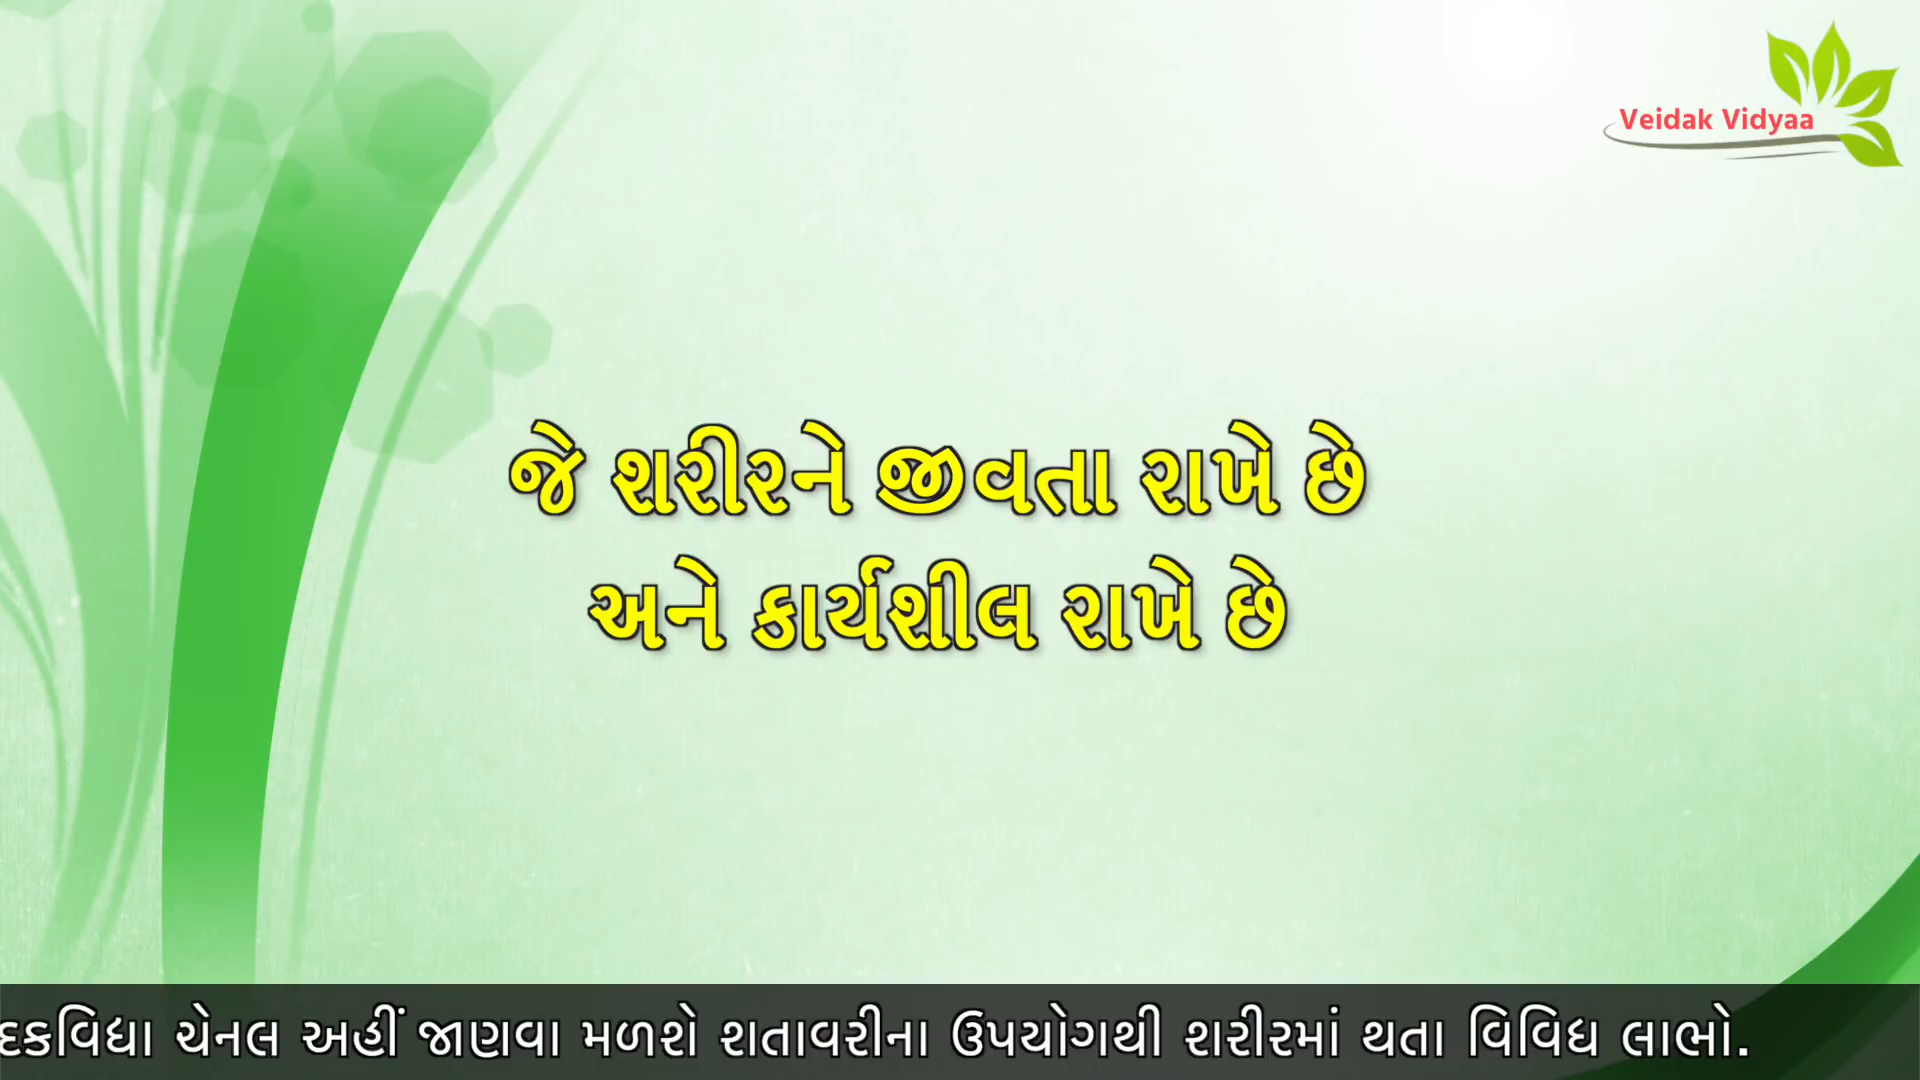 Veidak Vidyaa
જે શરીરને જીવતા રાખે છે
અને કાર્યશીલ રાખે છે
દકવિદ્યા ચેનલ અહીં જાણવા મળશે શતાવરીના ઉપયોગથી શરીરમાં થતા વિવિદ્ય લાભો.